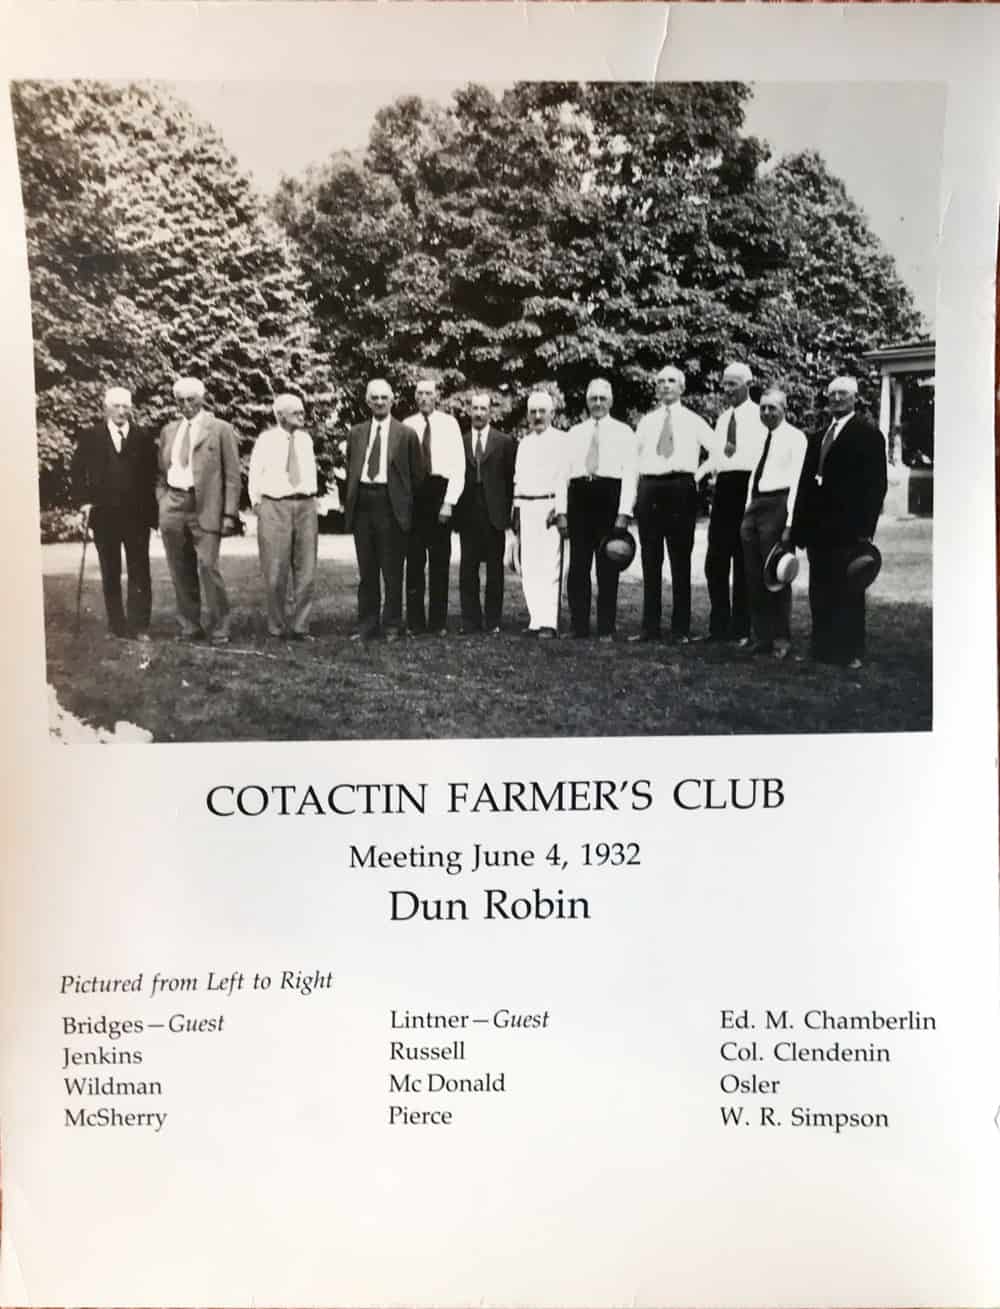 COTACTIN FARMER'S CLUB
Meeting June 4, 1932
Dun Robin
Pictured from Left to Right
Bridges—Guest
Jenkins
Wildman
McSherry
Lintner—Guest
Russell
Mc Donald
Pierce
Ed. M. Chamberlin
Col. Clendenin
Osler
W. R. Simpson